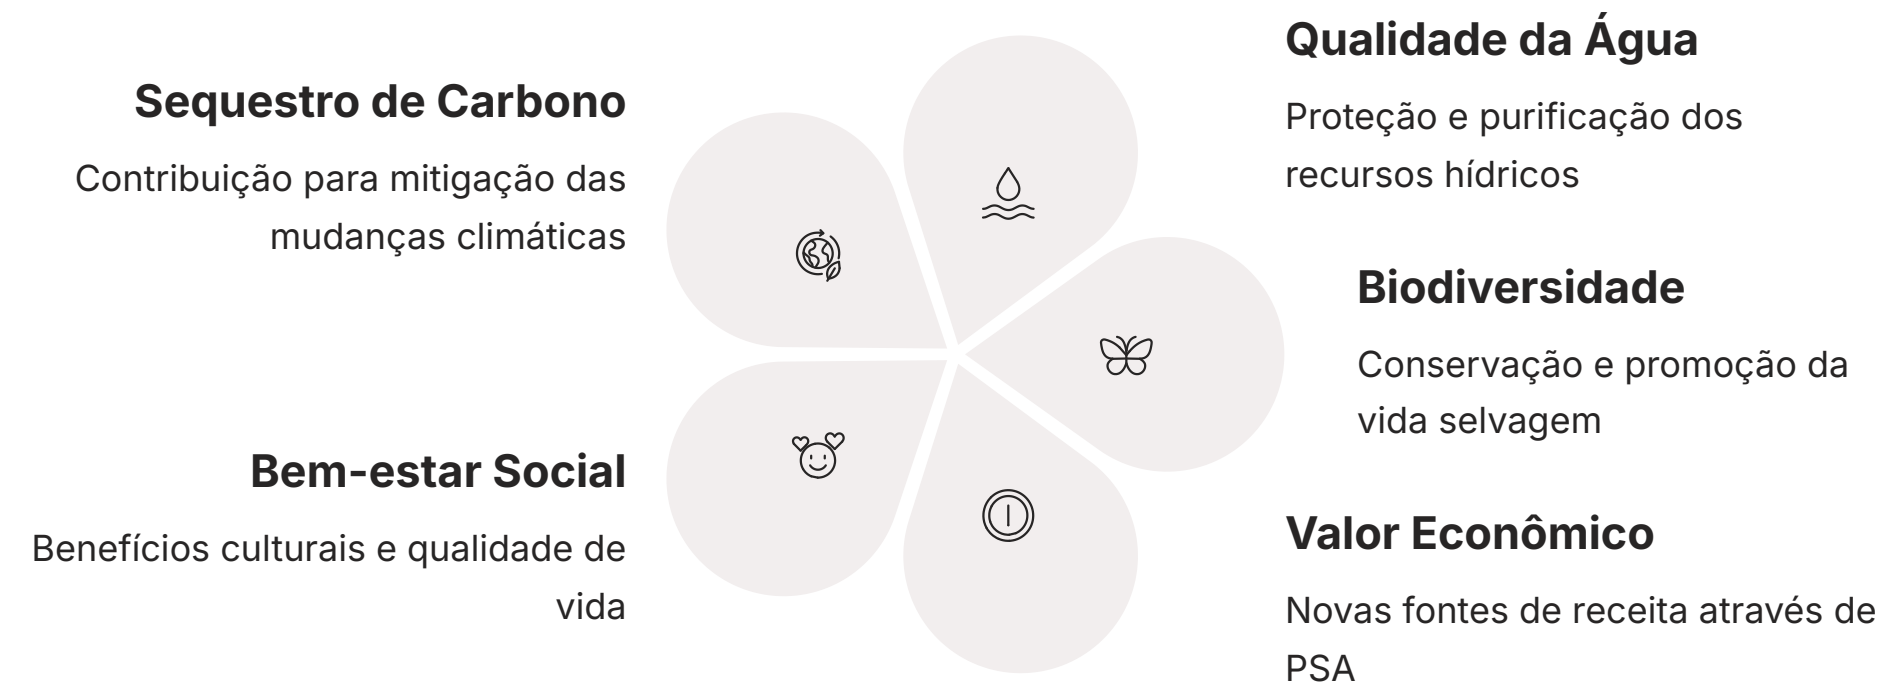 Sequestro de Carbono
Contribuição para mitigação das
mudanças climáticas
Qualidade da Água
Proteção e purificação dos
recursos hídricos
Biodiversidade
Conservação e promoção da
vida selvagem
Bem-estar Social
Benefícios culturais e qualidade de
vida
Valor Econômico
Novas fontes de receita através de
PSA